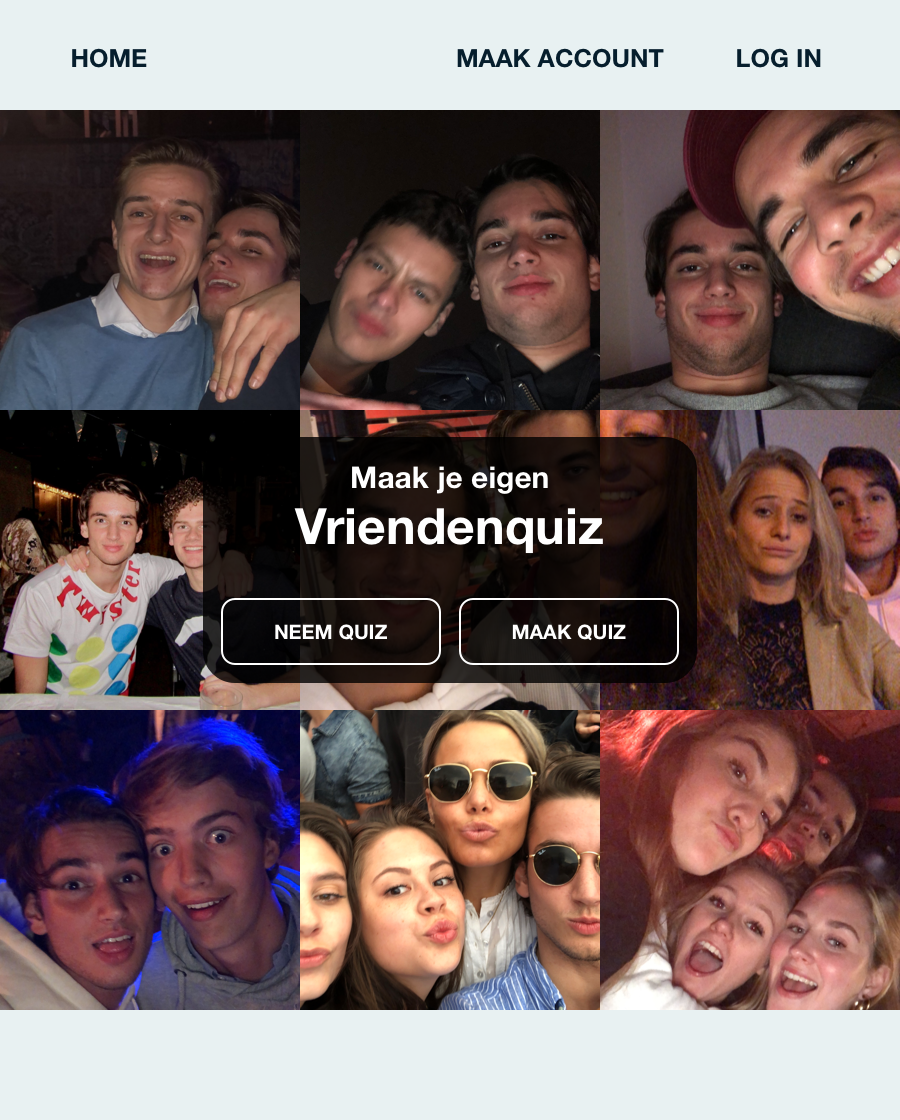 HOME
MAAK ACCOUNT
LOG IN
Maak je eigen
Vriendenquiz
NEEM QUIZ
MAAK QUIZ
Twister